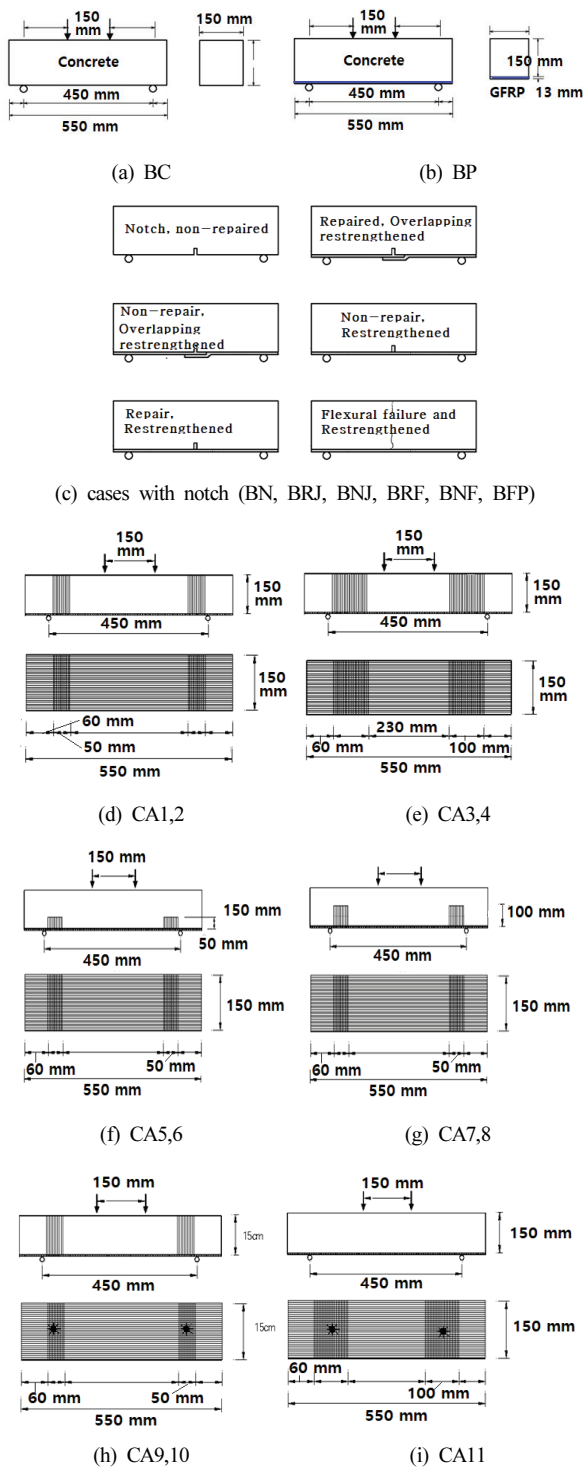 150
mm
150 mm
Concrete
450 mm
550 mm
(a) BC
150
mm
Concrete
150 mm
GFRP
13 mm
450 mm
550 mm
(b) BP
Notch, non-repaired
Repaired, Overlapping
restrengthened
Non-repair,
Overlapping
restrengthened
Non-repair,
Restrengthened
Repair,
Restrengthened
Flexural failure and
Restrengthened
(c) cases with notch (BN, BRJ, BNJ, BRF, BNF, BFP)
150
mm
150
mm
450 mm
150
mm
60 mm
50 mm
550 mm
(d) CA1,2
150
mm
150
mm
450 mm
150
mm
230 mm
60 mm
100 mm
550 mm
(e) CA3,4
150 mm
150 mm
50 mm
450 mm
150 mm
60 mm
50 mm
550 mm
(f) CA5,6
150 mm
100 mm
450 mm
150 mm
60 mm
50 mm
550 mm
(g) CA7,8
150 mm
15cm
450 mm
15cm
60 mm
50 mm
550 mm
(h) CA9,10
150 mm
150 mm
450 mm
150 mm
60 mm
100 mm
550 mm
(i) CA11